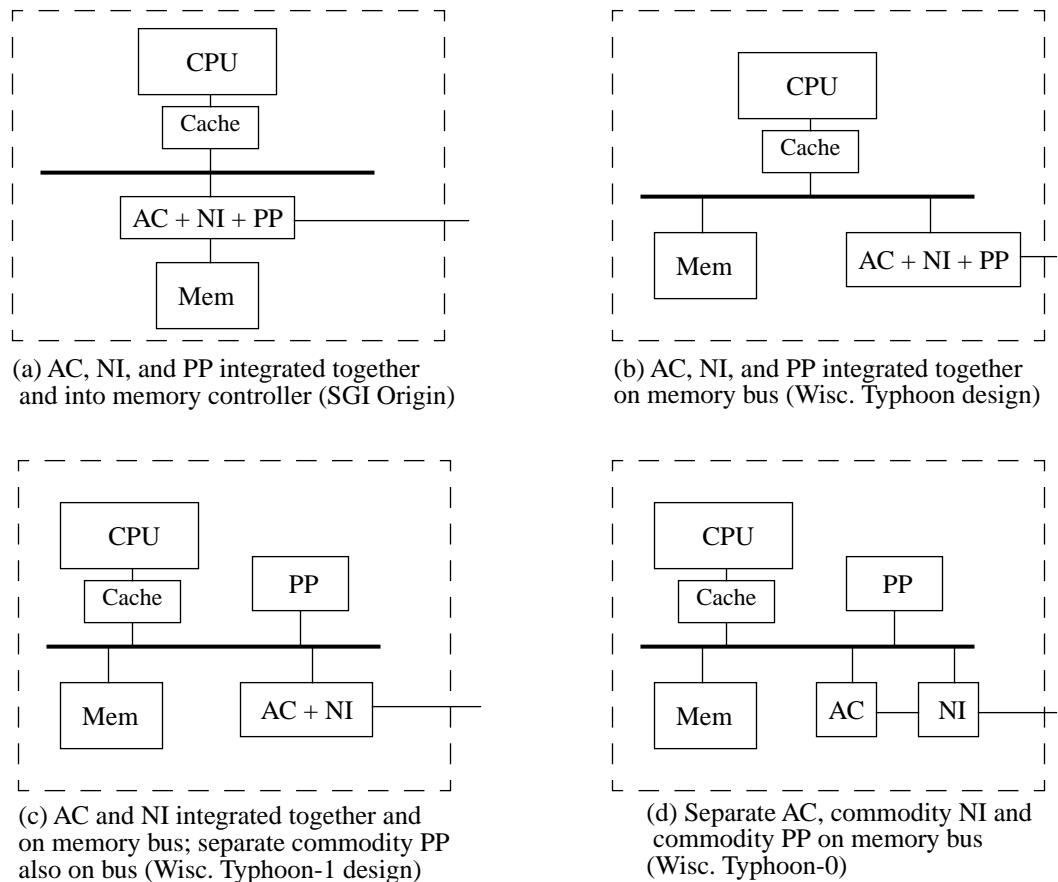 CPU
Cache
AC + NI + PP
Mem
(a) AC, NI, and PP integrated together
and into memory controller (SGI Origin)
CPU
Cache
Mem
AC + NI + PP
(b) AC, NI, and PP integrated together
on memory bus (Wisc. Typhoon design)
CPU
Cache
PP
Mem
AC + NI
(c) AC and NI integrated together and
on memory bus; separate commodity PP
also on bus (Wisc. Typhoon-1 design)
CPU
Cache
PP
Mem
AC
NI
(d) Separate AC, commodity NI and
commodity PP on memory bus
(Wisc. Typhoon-0)